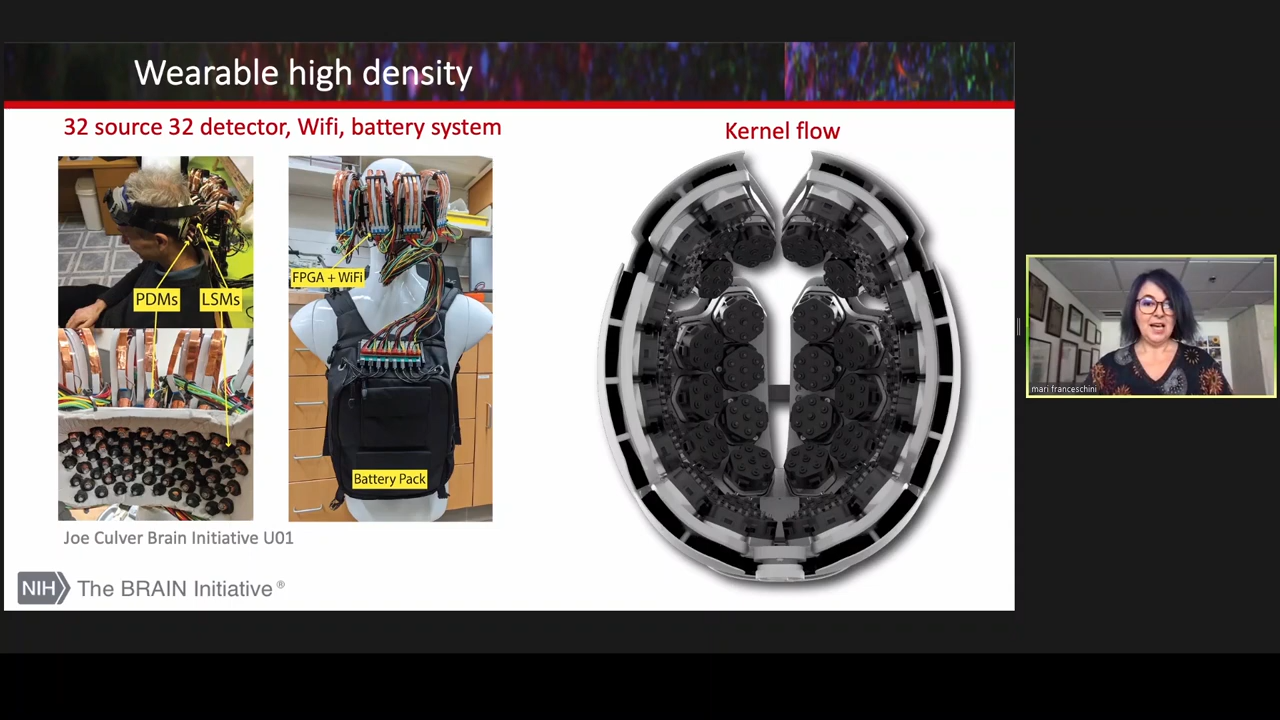 Wearable high density
32 source 32 detector, Wifi, battery system
Kernel flow
PDMs
LSMs
FPGA + WiFi
Battery Pack
Joe Culver Brain Initiative U01
NIH The BRAIN Initiative®
mari franceschini